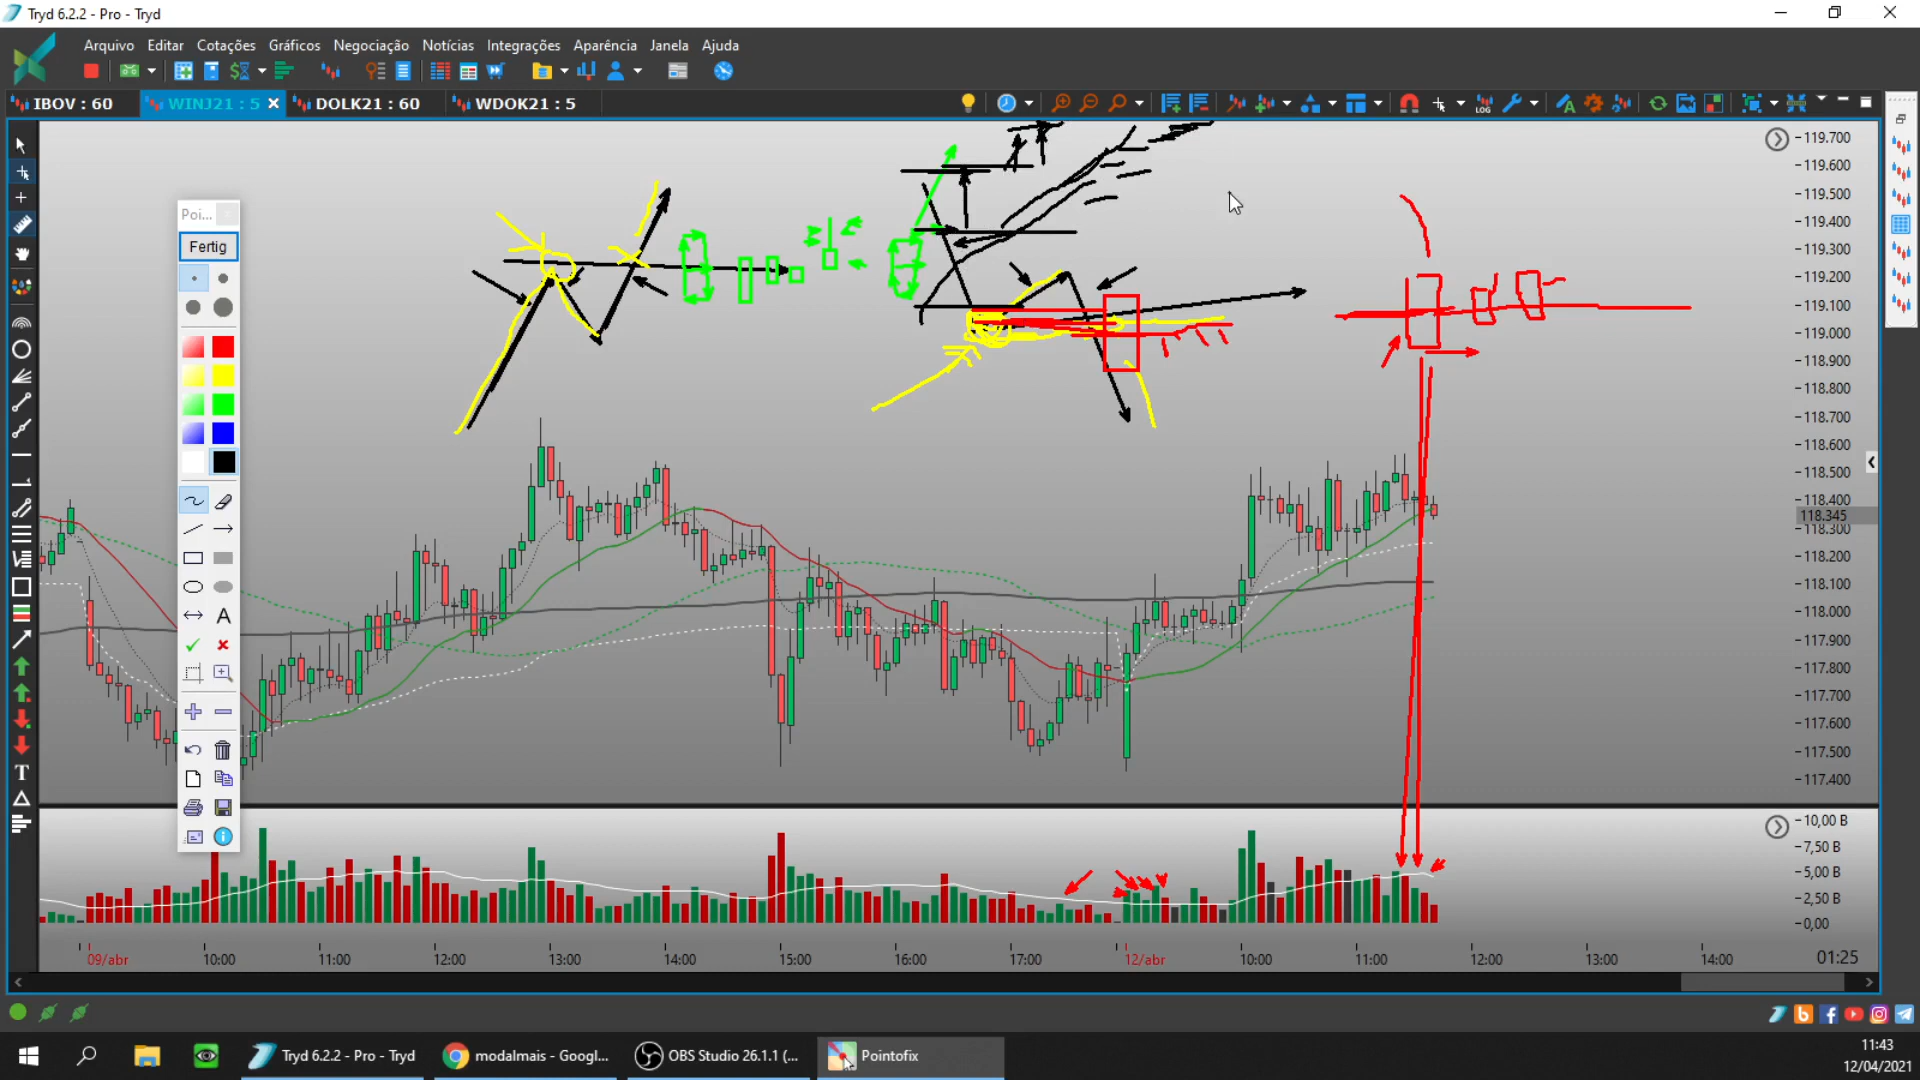 Tryd 6.2.2 - Pro - Tryd
Arquivo Editar Cotações Gráficos Negociação Notícias Integrações Aparência Janela Ajuda
IBOV : 60
WINJ21 : 5
DOLK21 : 60
WDOK21 : 5
LOG
Poi...
Fertig
A
T
119.700
119.600
119.500
119.400
119.300
119.200
119.100
119.000
118.900
118.800
118.700
118.600
118.500
118.400
118.345
118.300
118.200
118.100
118.000
117.900
117.800
117.700
117.600
117.500
117.400
10,00 B
7,50 B
5,00 B
2,50 B
0,00
09/abr 10:00 11:00 12:00 13:00 14:00 15:00 16:00 17:00 12/abr 10:00 11:00 12:00 13:00 14:00 01:25
Tryd 6.2.2 - Pro - Tryd
modalmais - Googl...
OBS Studio 26.1.1 (...
Pointofix
11:43
12/04/2021